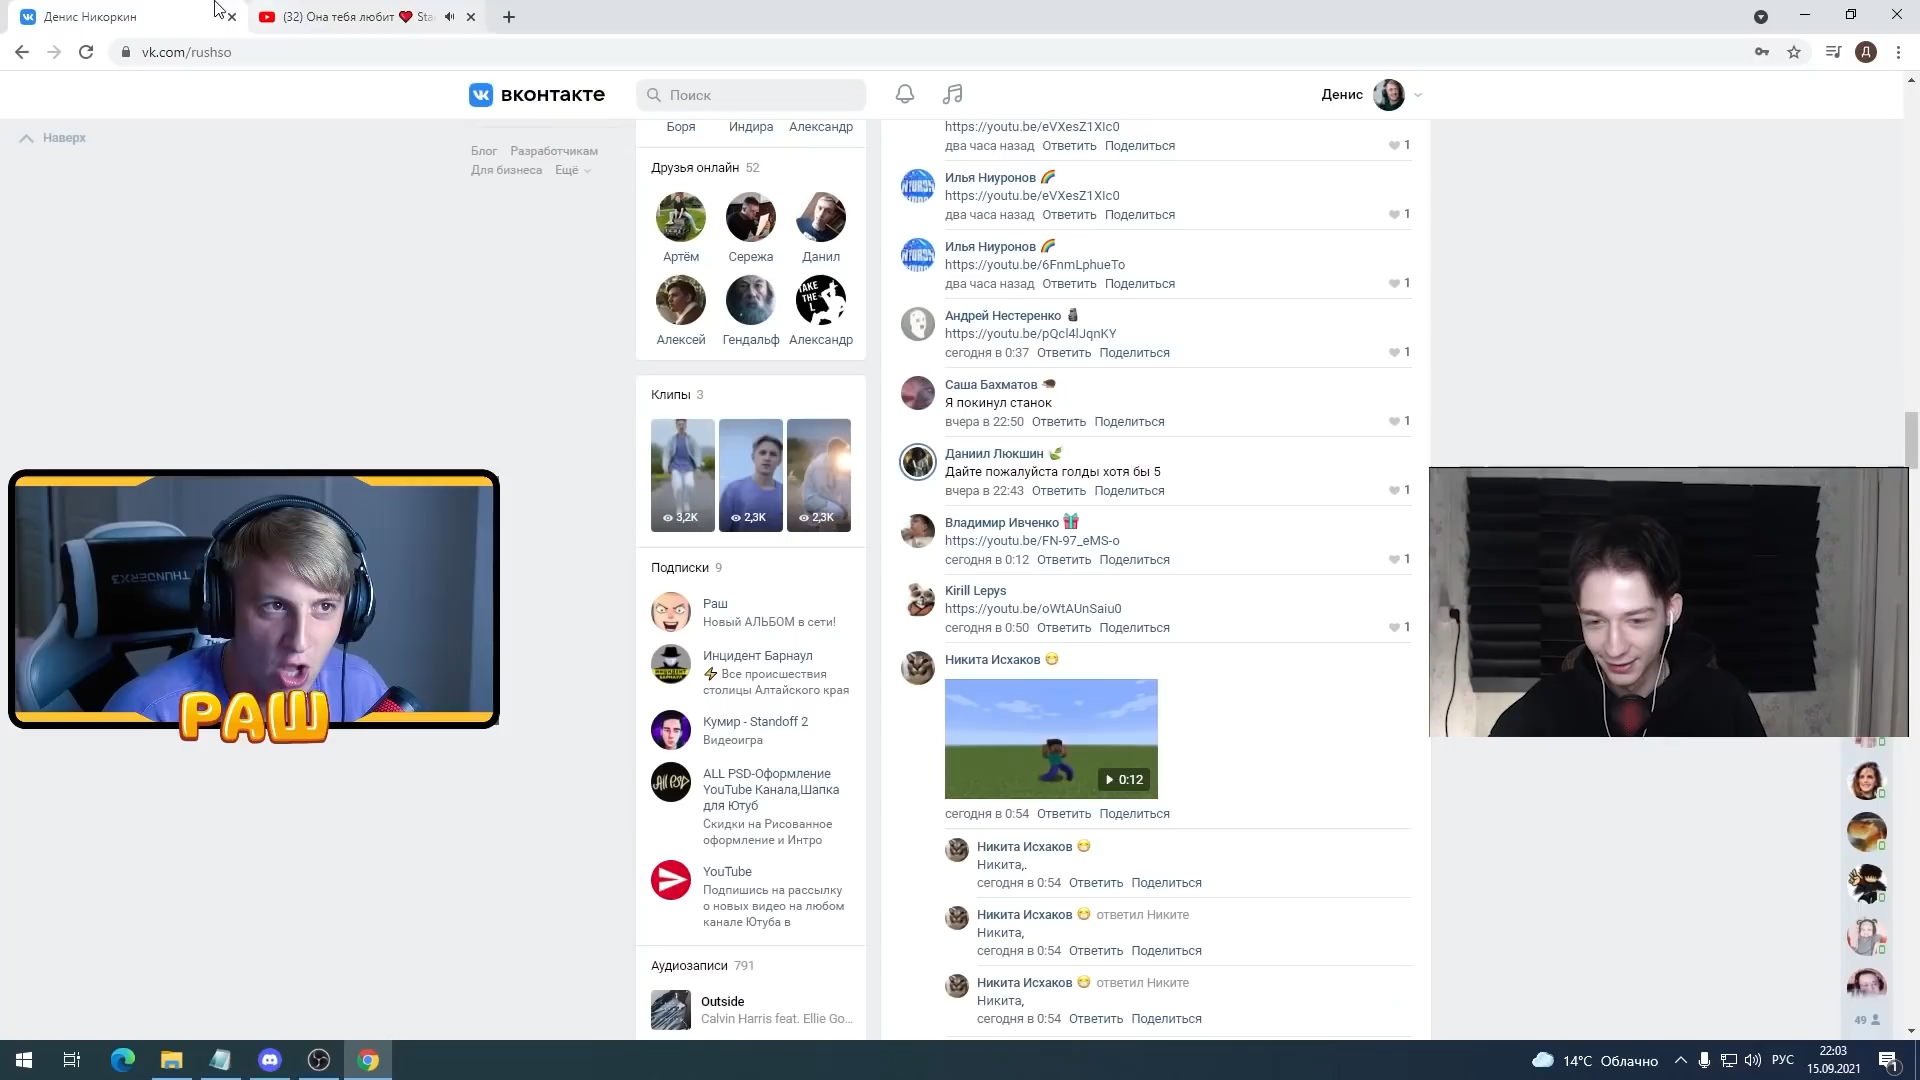 Денис Никоркин
(32) Она тебя любит ❤️ Sta
vk.com/rushso
Д
вконтакте
Поиск
Денис
Наверх
Блог Разработчикам
Для бизнеса Ещё
Боря Индира Александр
Друзья онлайн 52
TAKE THE L
Артём Сережа Данил
Алексей Гендальф Александр
Клипы 3
3,2K 2,3K 2,3K
Подписки 9
Раш
Новый АЛЬБОМ в сети!
Инцидент Барнаул
⚡ Все происшествия
столицы Алтайского края
Кумир - Standoff 2
Видеоигра
ALL PSD-Оформление
YouTube Канала,Шапка
для Ютуб
Скидки на Рисованное
оформление и Интро
YouTube
Подпишись на рассылку
о новых видео на любом
канале Ютуба в
Аудиозаписи 791
Outside
Calvin Harris feat. Ellie Go...
https://youtu.be/eVXesZ1XIc0
два часа назад Ответить Поделиться 1
Илья Ниуронов 🌈
https://youtu.be/eVXesZ1XIc0
два часа назад Ответить Поделиться 1
Илья Ниуронов 🌈
https://youtu.be/6FnmLphueTo
два часа назад Ответить Поделиться 1
Андрей Нестеренко
https://youtu.be/pQcl4lJqnKY
сегодня в 0:37 Ответить Поделиться 1
Саша Бахматов
Я покинул станок
вчера в 22:50 Ответить Поделиться 1
Даниил Люкшин
Дайте пожалуйста голды хотя бы 5
вчера в 22:43 Ответить Поделиться 1
Владимир Ивченко 🎁
https://youtu.be/FN-97_eMS-o
сегодня в 0:12 Ответить Поделиться 1
Kirill Lepys
https://youtu.be/oWtAUnSaiu0
сегодня в 0:50 Ответить Поделиться 1
Никита Исхаков 😁
0:12
сегодня в 0:54 Ответить Поделиться
Никита Исхаков 😁
Никита,.
сегодня в 0:54 Ответить Поделиться
Никита Исхаков 😁 ответил Никите
Никита,
сегодня в 0:54 Ответить Поделиться
Никита Исхаков 😁 ответил Никите
Никита,
сегодня в 0:54 Ответить Поделиться
THUNDERX3
РАШ
49
14°C Облачно
РУС
22:03
15.09.2021
1